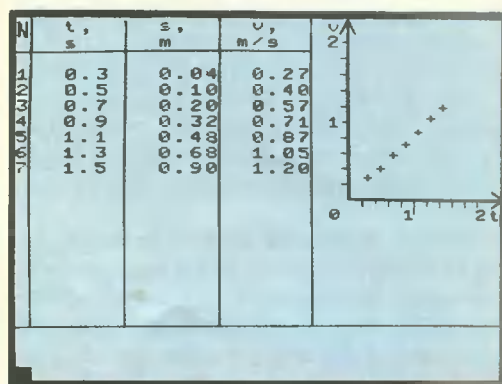 N t, s, v,
s m m/s
1 0.3 0.04 0.27
2 0.5 0.10 0.40
3 0.7 0.20 0.57
4 0.9 0.32 0.71
5 1.1 0.48 0.87
6 1.3 0.68 1.05
7 1.5 0.90 1.20
v
2
1
0 1 2 t